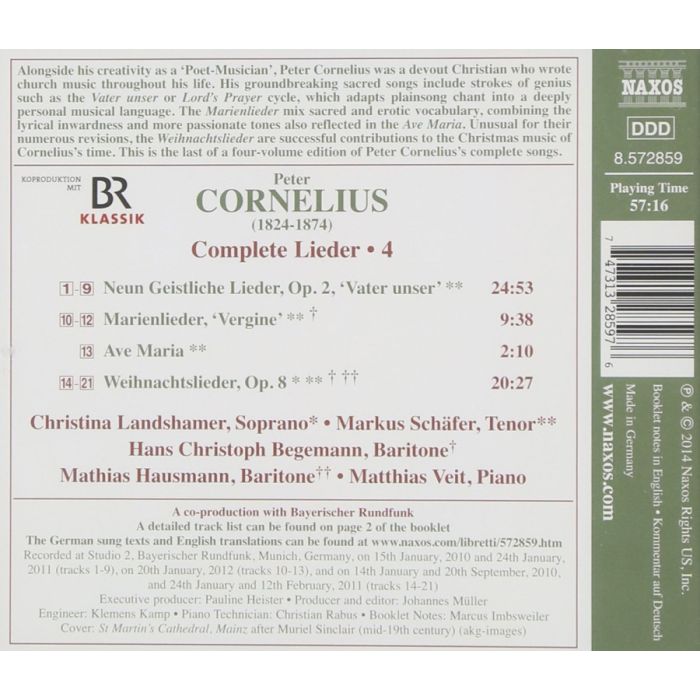 Alongside his creativity as a ‘Poet-Musician’, Peter Cornelius was a devout Christian who wrote
church music throughout his life. His groundbreaking sacred songs include strokes of genius
such as the Vater unser or Lord’s Prayer cycle, which adapts plainsong chant into a deeply
personal musical language. The Marienlieder mix sacred and erotic vocabulary, combining the
lyrical inwardness and more passionate tones also reflected in the Ave Maria. Unusual for their
numerous revisions, the Weihnachtslieder are successful contributions to the Christmas music of
Cornelius’s time. This is the last of a four-volume edition of Peter Cornelius’s complete songs.
KOPRODUKTION
MIT
BR
KLASSIK
Peter
CORNELIUS
(1824-1874)
Complete Lieder • 4
1-9 Neun Geistliche Lieder, Op. 2, ‘Vater unser’ ** 24:53
10-12 Marienlieder, ‘Vergine’ ** † 9:38
13 Ave Maria ** 2:10
14-21 Weihnachtslieder, Op. 8 * ** † †† 20:27
Christina Landshamer, Soprano* • Markus Schäfer, Tenor**
Hans Christoph Begemann, Baritone†
Mathias Hausmann, Baritone†† • Matthias Veit, Piano
A co-production with Bayerischer Rundfunk
A detailed track list can be found on page 2 of the booklet
The German sung texts and English translations can be found at www.naxos.com/libretti/572859.htm
Recorded at Studio 2, Bayerischer Rundfunk, Munich, Germany, on 15th January, 2010 and 24th January,
2011 (tracks 1-9), on 20th January, 2012 (tracks 10-13), and on 14th January and 20th September, 2010,
and 24th January and 12th February, 2011 (tracks 14-21)
Executive producer: Pauline Heister • Producer and editor: Johannes Müller
Engineer: Klemens Kamp • Piano Technician: Christian Rabus • Booklet Notes: Marcus Imbsweiler
Cover: St Martin’s Cathedral, Mainz after Muriel Sinclair (mid-19th century) (akg-images)
NAXOS
DDD
8.572859
Playing Time
57:16
7 47313 28597 6
www.naxos.com
Made in Germany
Booklet notes in English • Kommentar auf Deutsch
℗ & © 2014 Naxos Rights US, Inc.